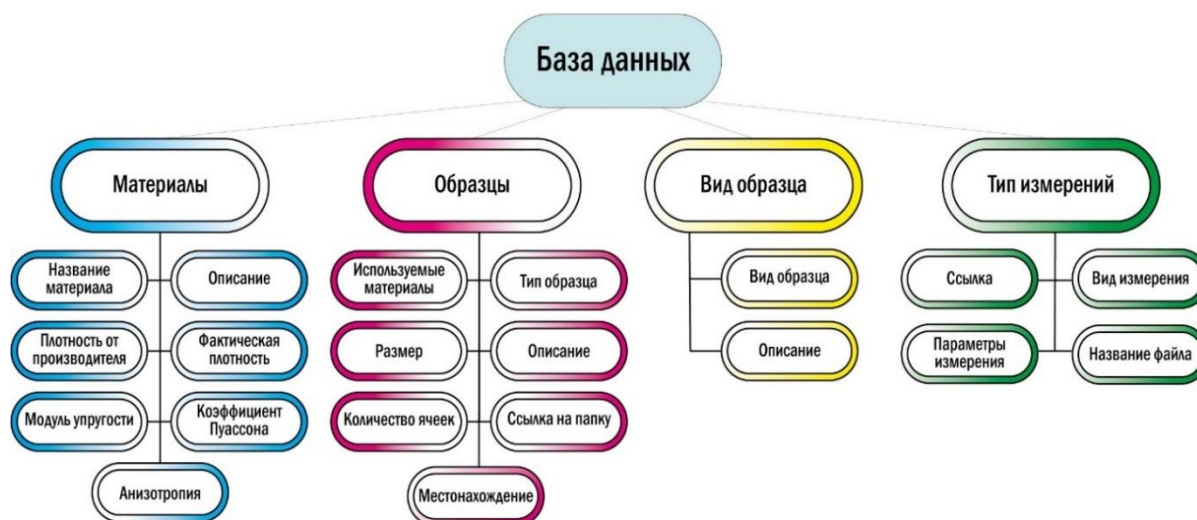 База данных
Материалы
Образцы
Вид образца
Тип измерений
Название
материала
Описание
Плотность от
производителя
Фактическая
плотность
Модуль упругости
Коэффициент
Пуассона
Анизотропия
Используемые
материалы
Тип образца
Размер
Описание
Количество ячеек
Ссылка на папку
Местонахождение
Вид образца
Описание
Ссылка
Вид измерения
Параметры
измерения
Название файла